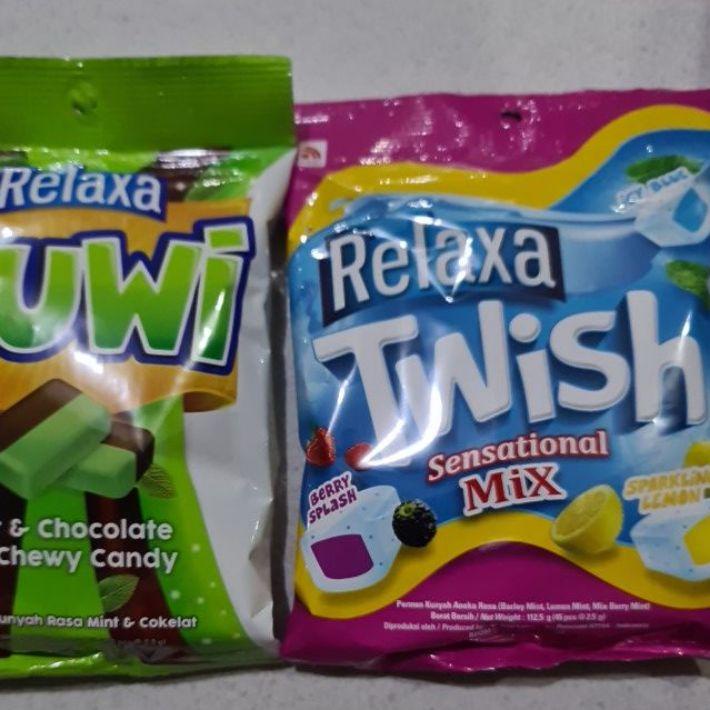 Relaxa
UWi
& Chocolate
Chewy Candy
unyah Rasa Mint & Cokelat
Relaxa
Twish
Sensational
MiX
ICY BLUE
BERRY
SPLASH
SPARKLING
LEMON
Permen Kunyah Aneka Rasa (Barley Mint, Lemon Mint, Mix Berry Mint)
Berat Bersih / Net Weight : 112.5 g (45 pcs @ 2.5 g)
Diproduksi oleh / Produced by